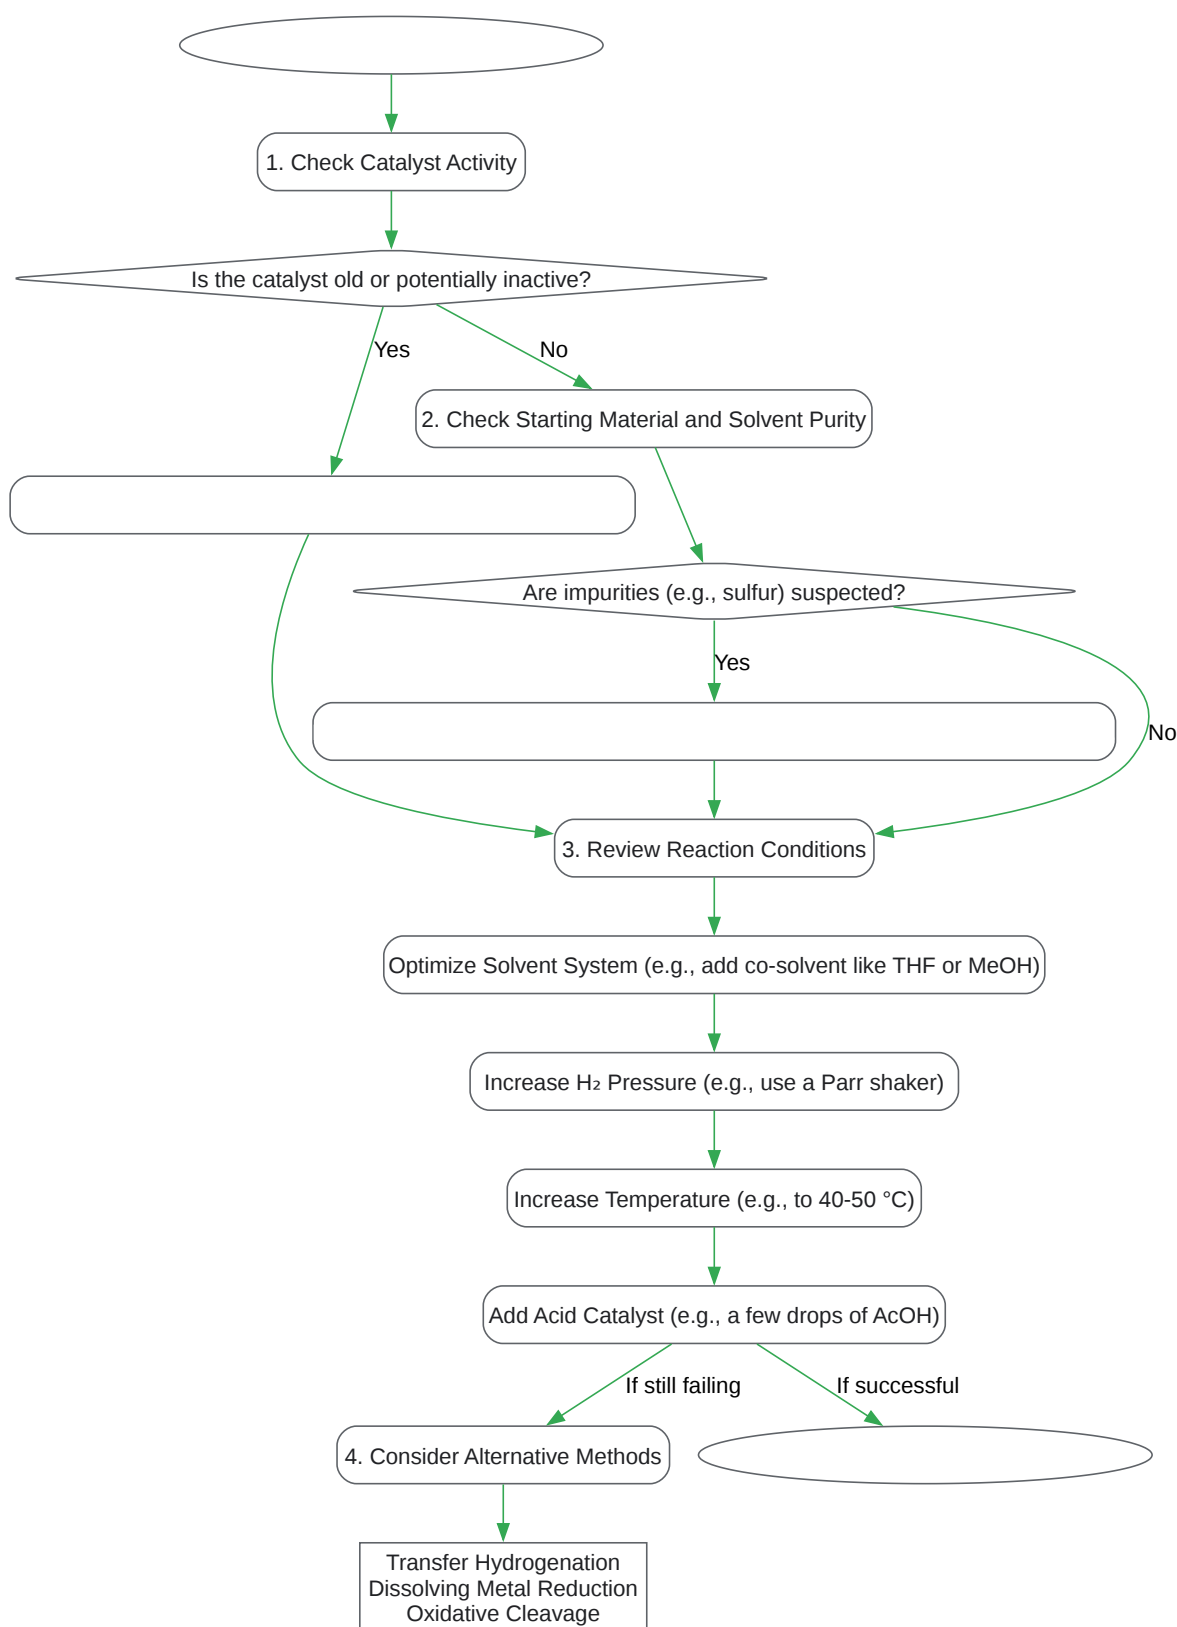 1. Check Catalyst Activity
Is the catalyst old or potentially inactive?
Yes
No
2. Check Starting Material and Solvent Purity
Are impurities (e.g., sulfur) suspected?
Yes
No
3. Review Reaction Conditions
Optimize Solvent System (e.g., add co-solvent like THF or MeOH)
Increase H₂ Pressure (e.g., use a Parr shaker)
Increase Temperature (e.g., to 40-50 °C)
Add Acid Catalyst (e.g., a few drops of AcOH)
If still failing
If successful
4. Consider Alternative Methods
Transfer Hydrogenation
Dissolving Metal Reduction
Oxidative Cleavage